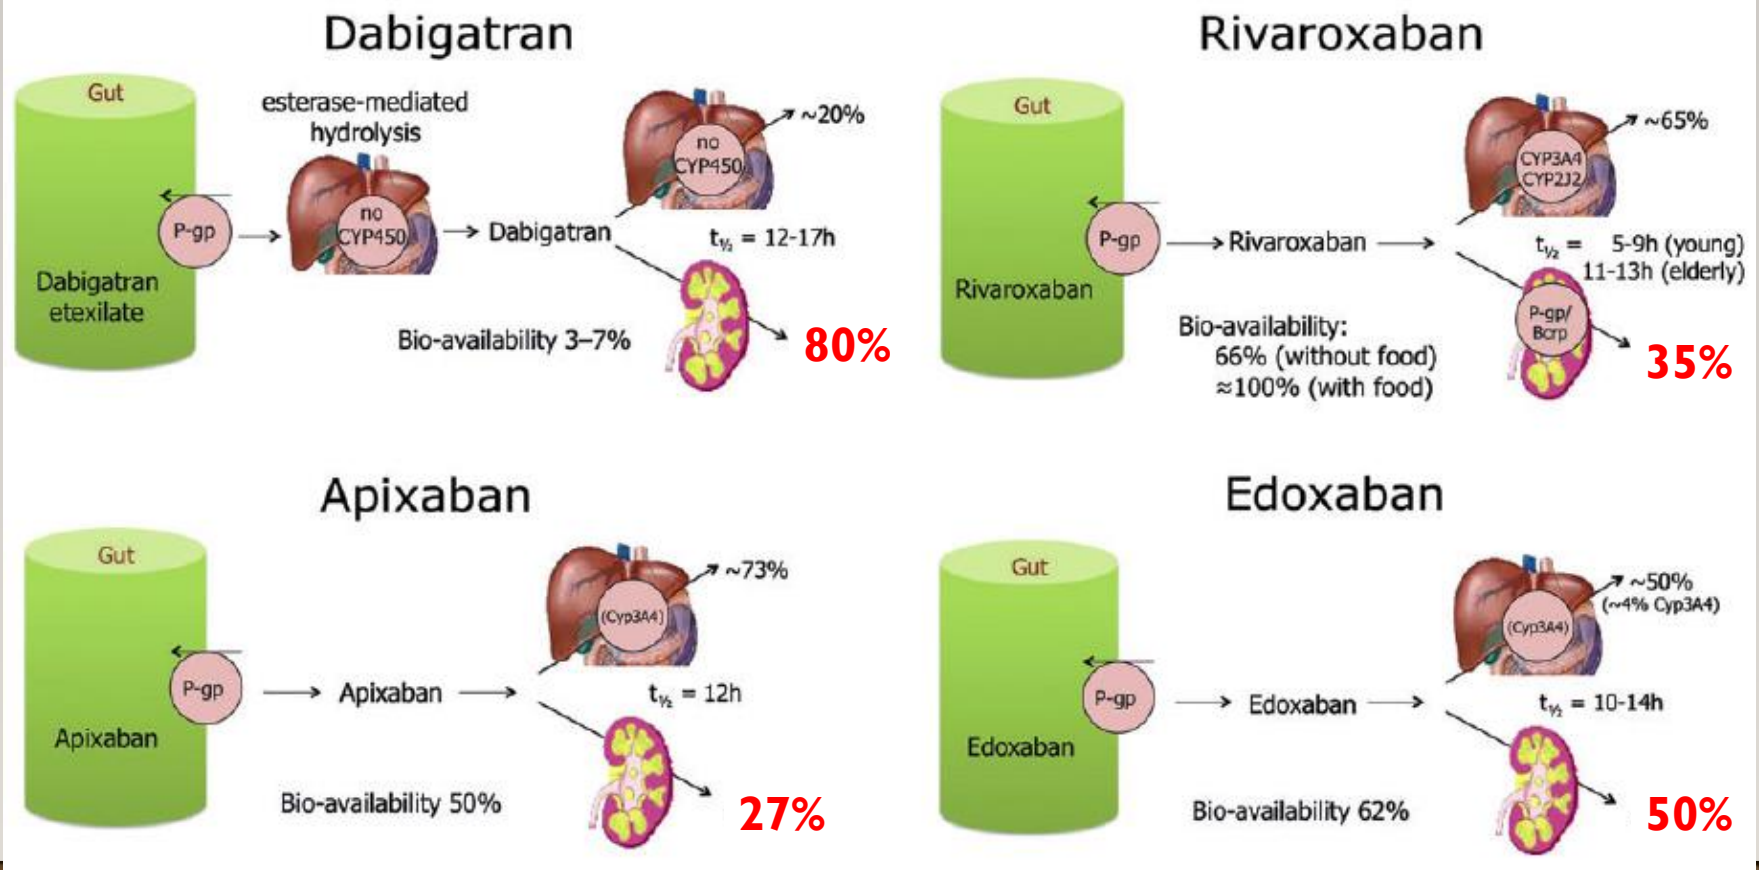 Dabigatran
Gut
esterase-mediated
hydrolysis
P-gp
no
CYP450
Dabigatran
no
CYP450
~20%
t½ = 12-17h
Dabigatran
etexilate
Bio-availability 3–7%
80%
Rivaroxaban
Gut
P-gp
Rivaroxaban
Rivaroxaban
CYP3A4
CYP2J2
~65%
t½ = 5-9h (young)
11-13h (elderly)
P-gp/
Bcrp
Bio-availability:
66% (without food)
≈100% (with food)
35%
Apixaban
Gut
P-gp
Apixaban
Apixaban
(Cyp3A4)
~73%
t½ = 12h
Bio-availability 50%
27%
Edoxaban
Gut
P-gp
Edoxaban
Edoxaban
(Cyp3A4)
~50%
(~4% Cyp3A4)
t½ = 10-14h
Bio-availability 62%
50%